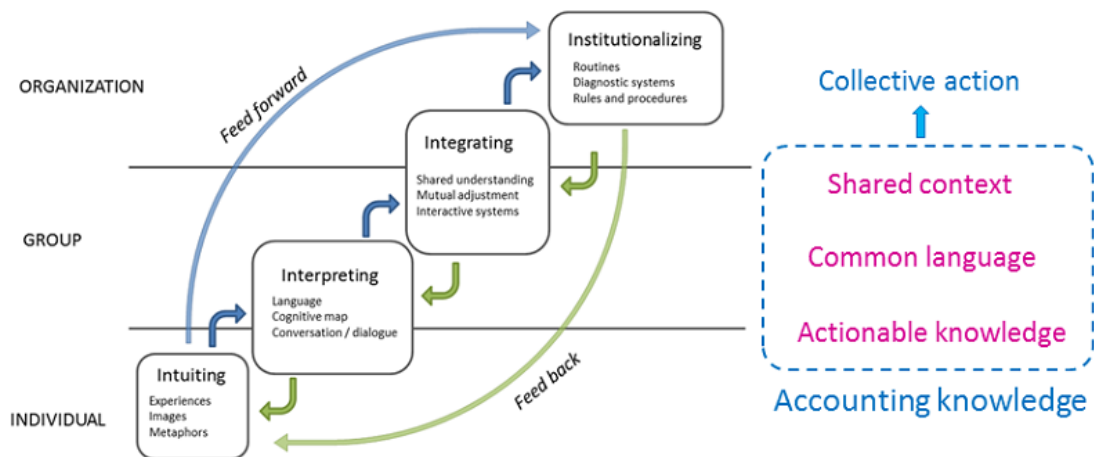 ORGANIZATION
GROUP
INDIVIDUAL
Feed forward
Institutionalizing
Routines
Diagnostic systems
Rules and procedures
Integrating
Shared understanding
Mutual adjustment
Interactive systems
Interpreting
Language
Cognitive map
Conversation / dialogue
Intuiting
Experiences
Images
Metaphors
Feed back
Collective action
Shared context
Common language
Actionable knowledge
Accounting knowledge